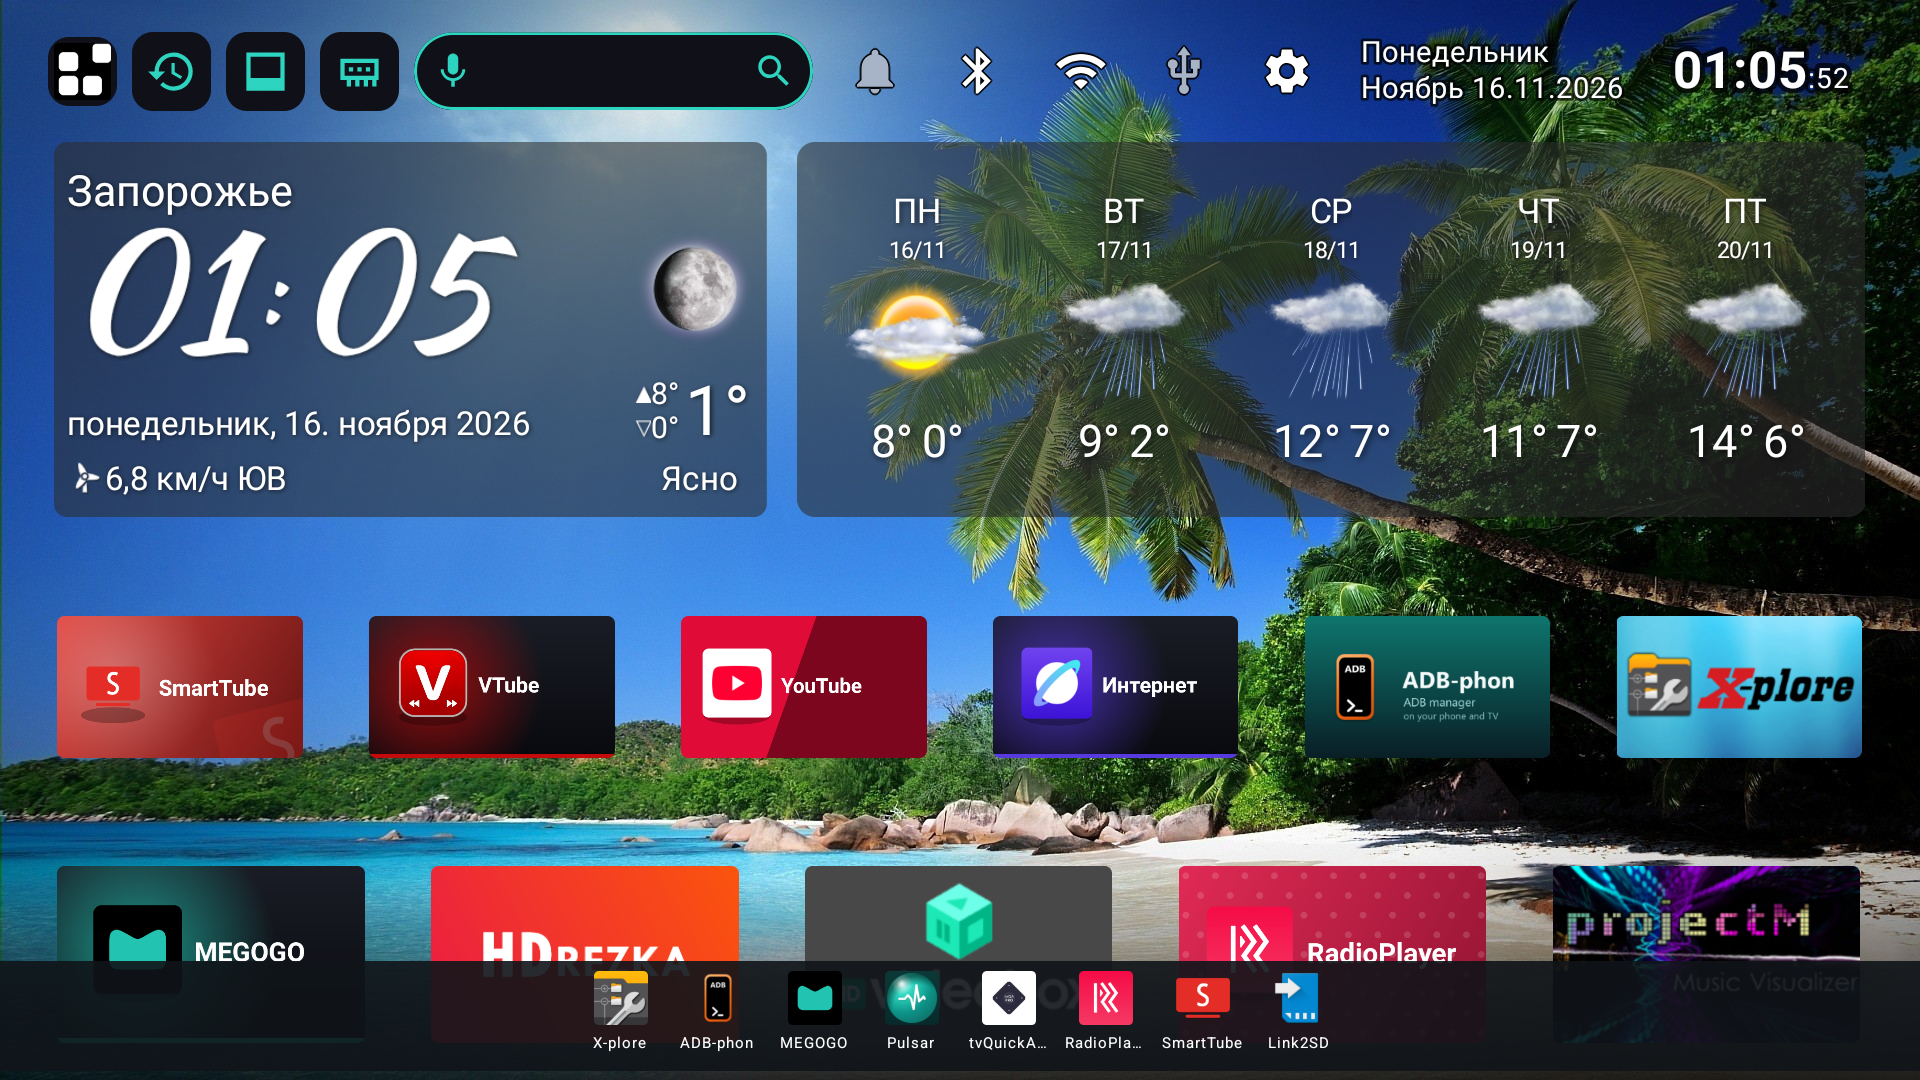 Понедельник
Ноябрь 16.11.2026
01:05:52
Запорожье
01:05
▲8°
▽0°
1°
понедельник, 16. ноября 2026
6,8 км/ч ЮВ
Ясно
ПН ВТ СР ЧТ ПТ
16/11 17/11 18/11 19/11 20/11
8° 0° 9° 2° 12° 7° 11° 7° 14° 6°
S SmartTube
V VTube
YouTube
Интернет
ADB
ADB-phon
ADB manager
on your phone and TV
X-plore
MEGOGO
HDREZKA
RadioPlayer
projectM
Music Visualizer
X-plore
ADB
ADB-phon
MEGOGO
Pulsar
tvQuickA…
RadioPla…
S
SmartTube
Link2SD